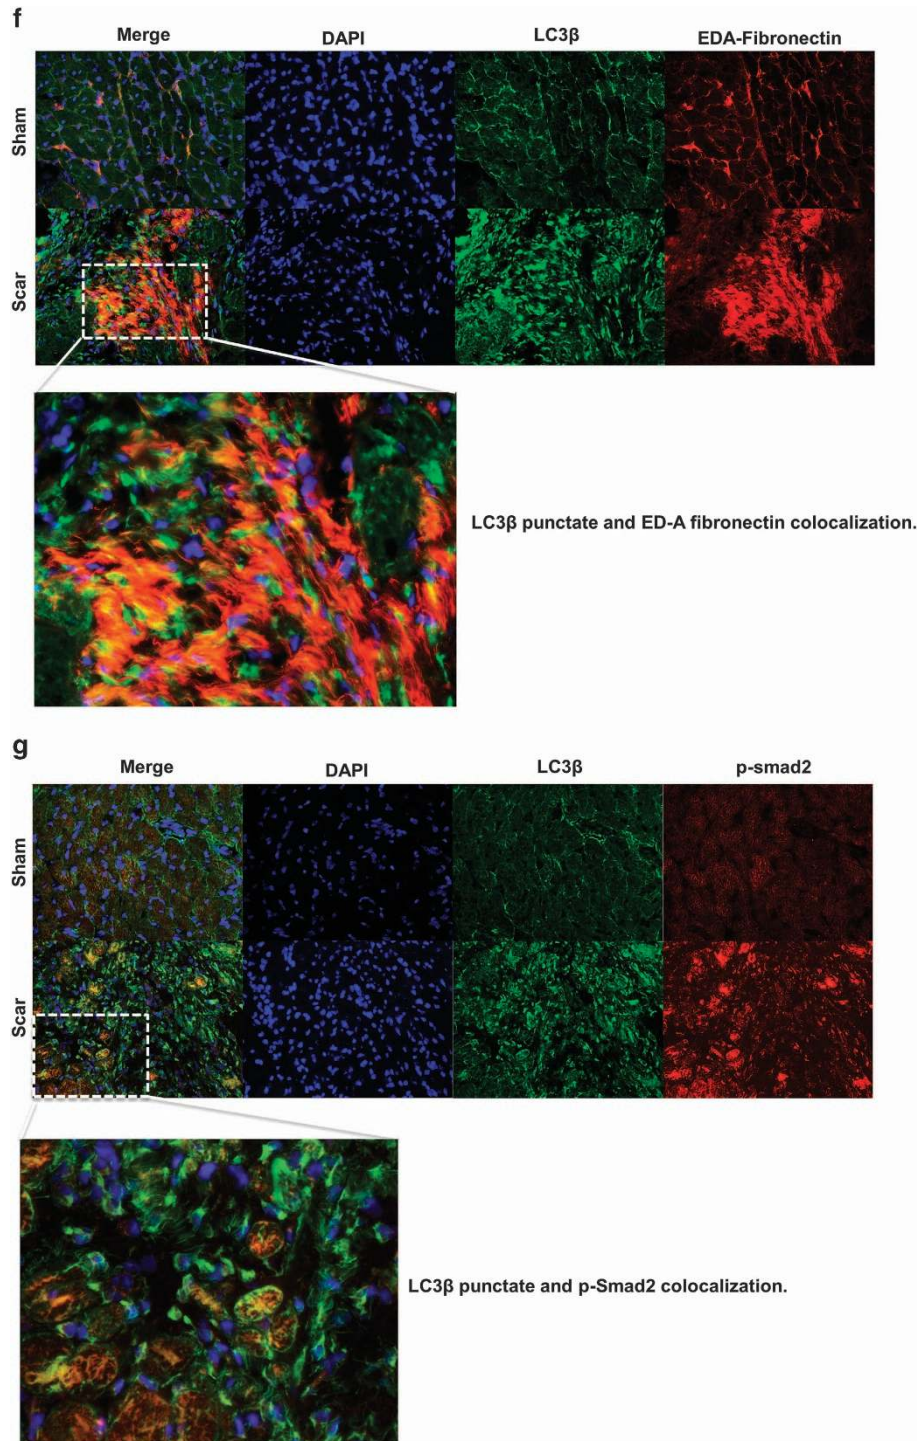 f
Merge DAPI LC3β EDA-Fibronectin
Sham
Scar
LC3β punctate and ED-A fibronectin colocalization.
g
Merge DAPI LC3β p-smad2
Sham
Scar
LC3β punctate and p-Smad2 colocalization.